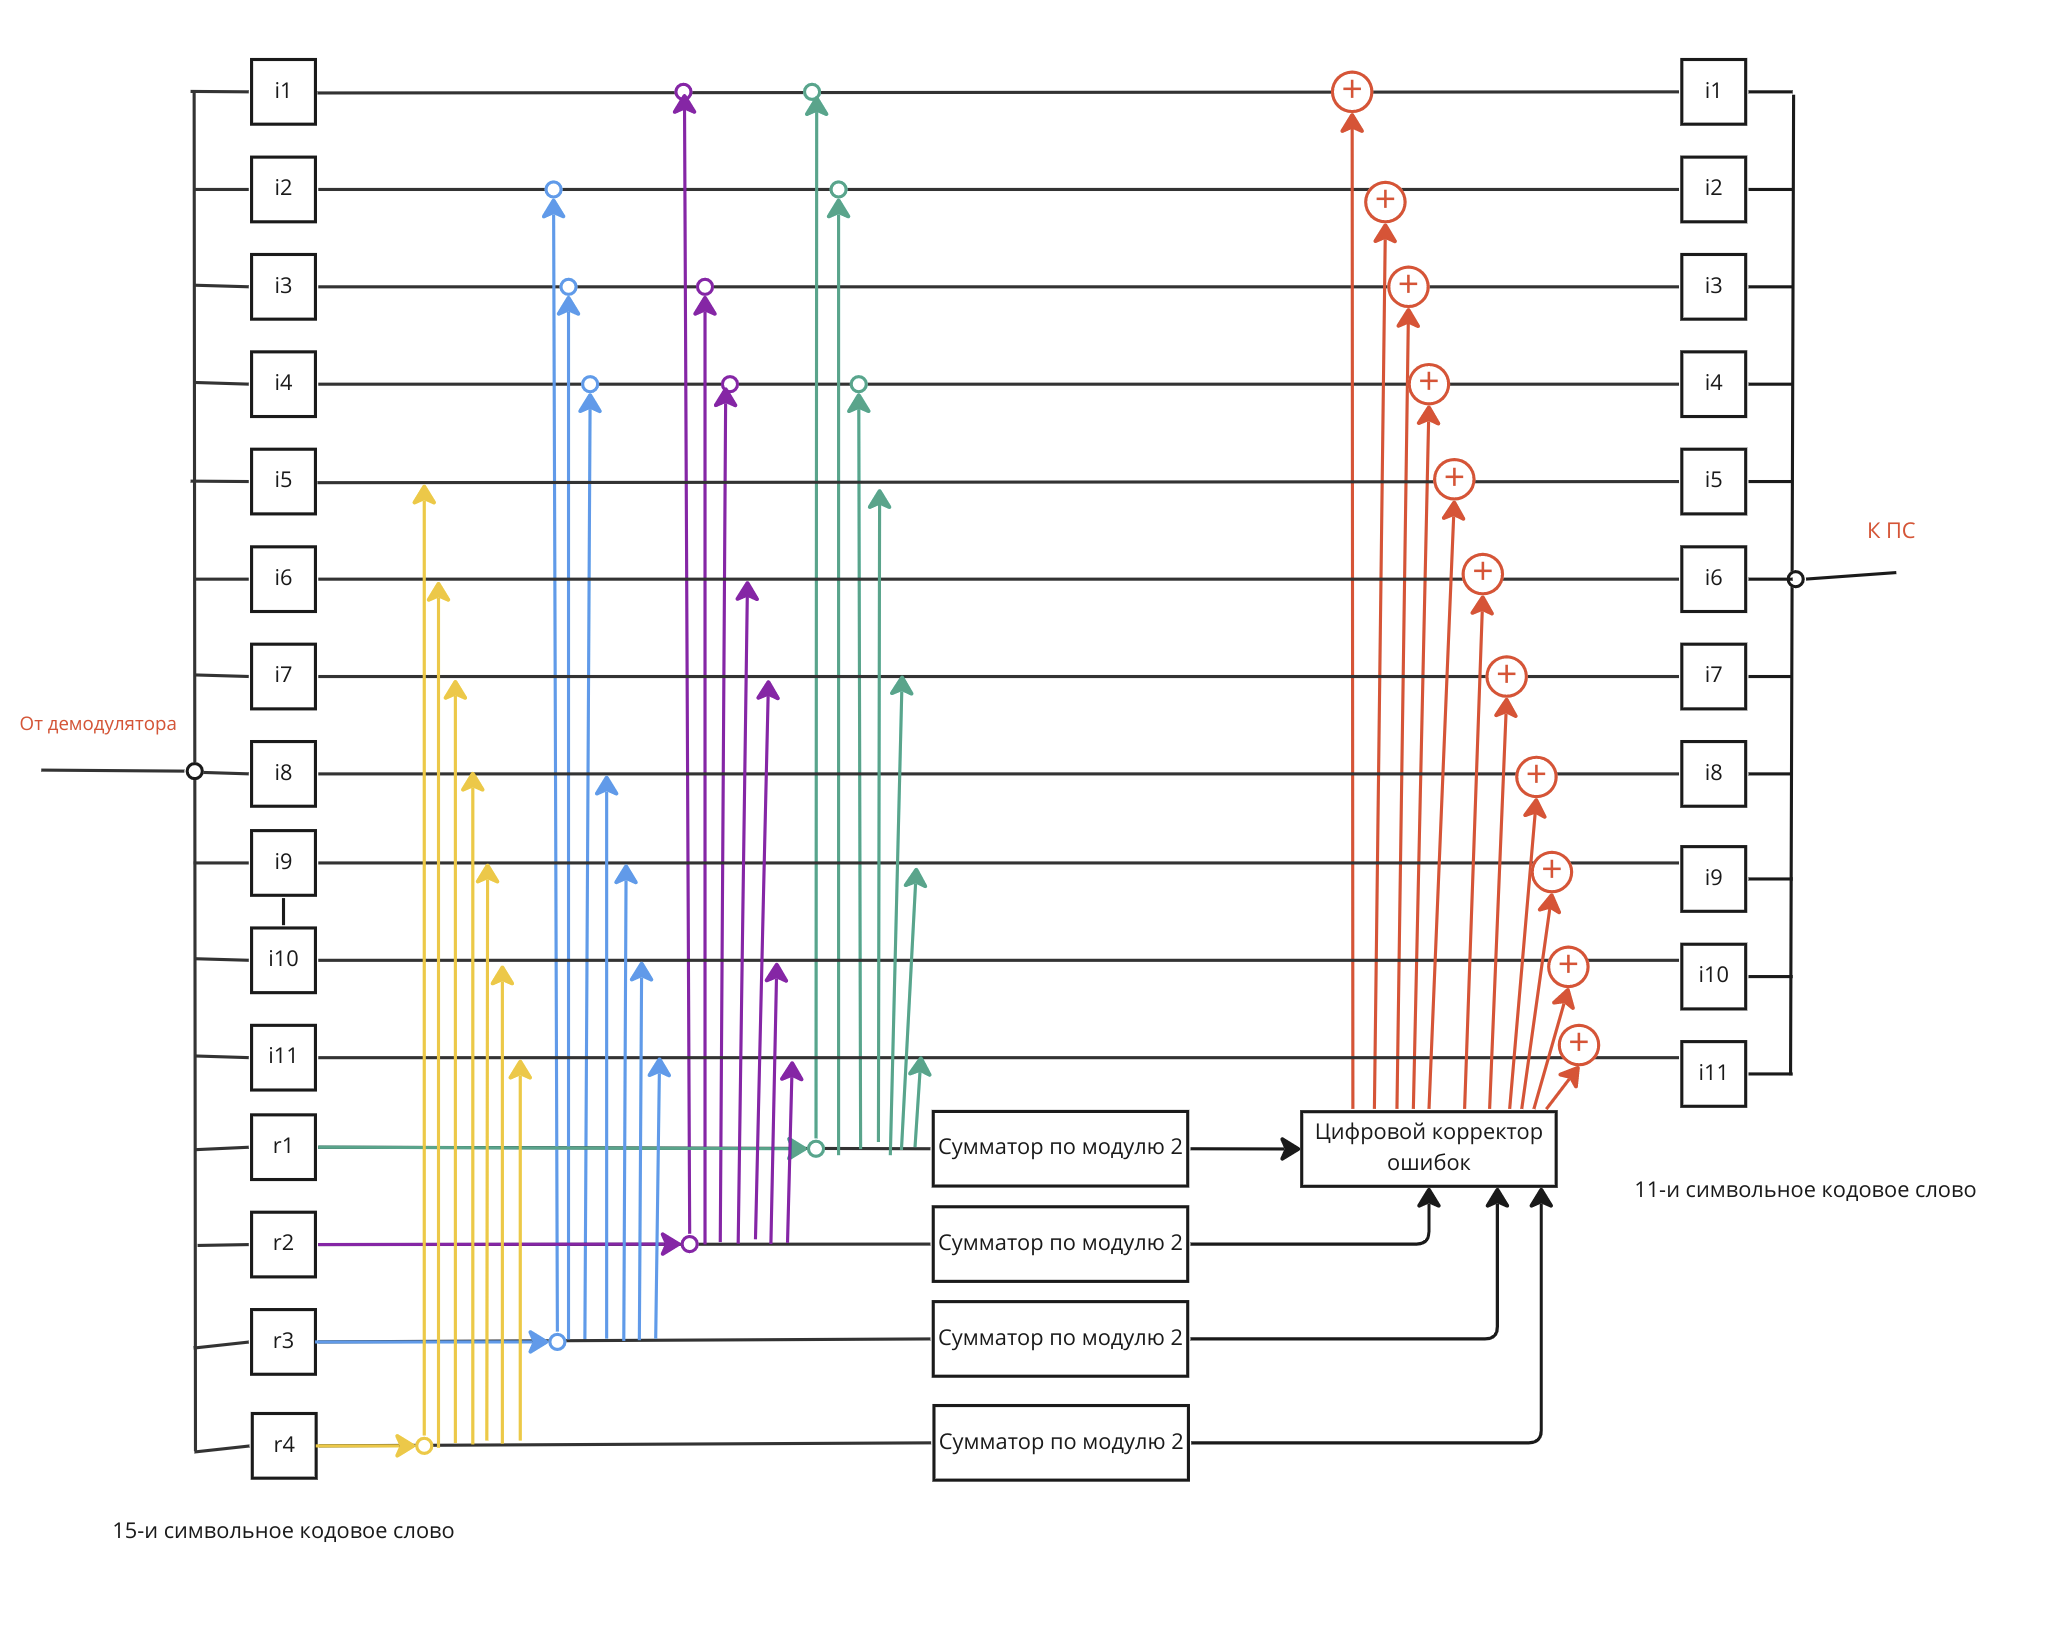 i1
i1
+
i2
i2
+
i3
i3
+
i4
i4
+
i5
i5
+
К ПС
i6
i6
+
i7
i7
+
От демодулятора
i8
i8
+
i9
i9
+
i10
i10
+
i11
i11
+
r1
Сумматор по модулю 2
Цифровой корректор
ошибок
11-и символьное кодовое слово
r2
Сумматор по модулю 2
r3
Сумматор по модулю 2
r4
Сумматор по модулю 2
15-и символьное кодовое слово